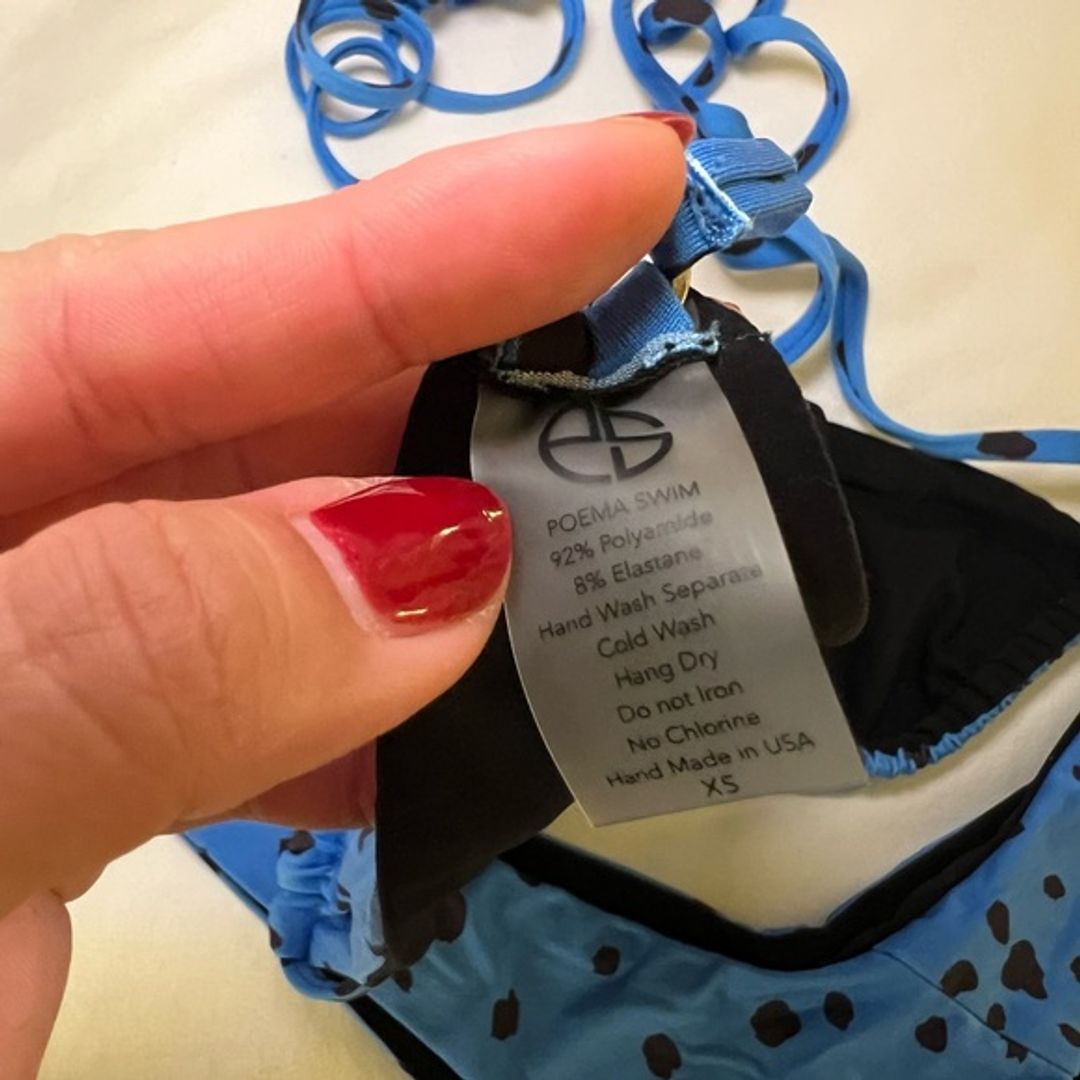 PS
POEMA SWIM
92% Polyamide
8% Elastane
Hand Wash Separate
Cold Wash
Hang Dry
Do not Iron
No Chlorine
Hand Made in USA
XS